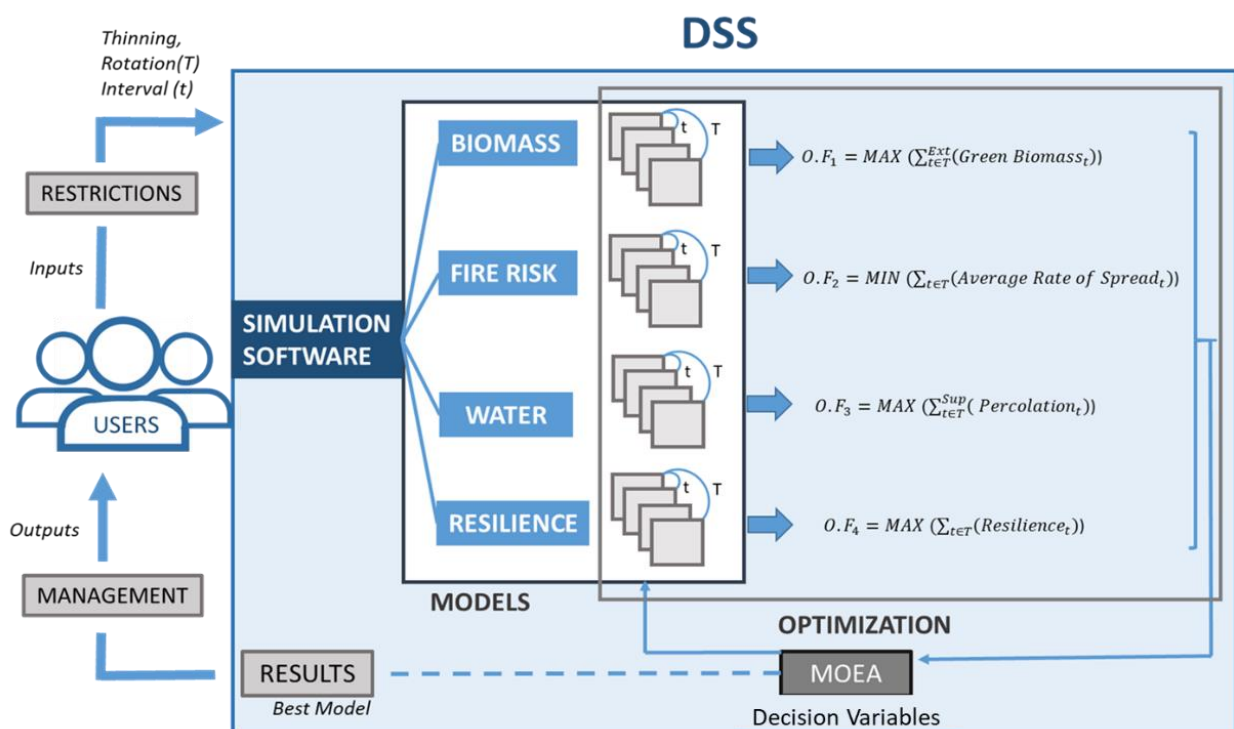 DSS
Thinning,
Rotation(T)
Interval (t)
RESTRICTIONS
Inputs
USERS
Outputs
MANAGEMENT
SIMULATION
SOFTWARE
BIOMASS
t T
O.F₁ = MAX (∑ₜ∈T^Ext(Green Biomassₜ))
FIRE RISK
t T
O.F₂ = MIN (∑ₜ∈T(Average Rate of Spreadₜ))
WATER
t T
O.F₃ = MAX (∑ₜ∈T^Sup( Percolationₜ))
RESILIENCE
t T
O.F₄ = MAX (∑ₜ∈T(Resilienceₜ))
MODELS
OPTIMIZATION
MOEA
Decision Variables
RESULTS
Best Model